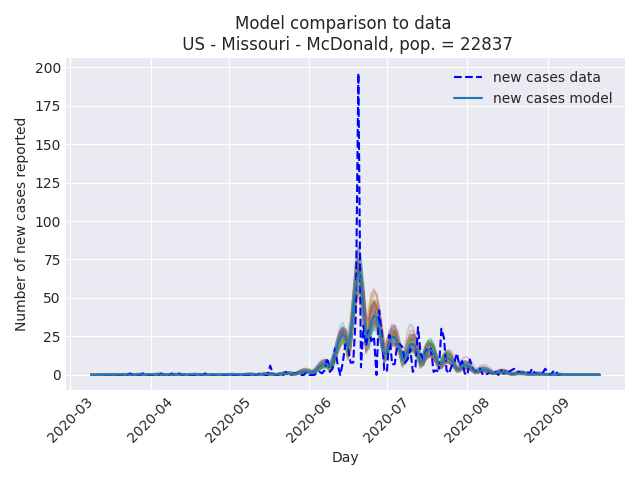 Model comparison to data
US - Missouri - McDonald, pop. = 22837
new cases data
new cases model
Number of new cases reported
200
175
150
125
100
75
50
25
0
2020-03
2020-04
2020-05
2020-06
2020-07
2020-08
2020-09
Day